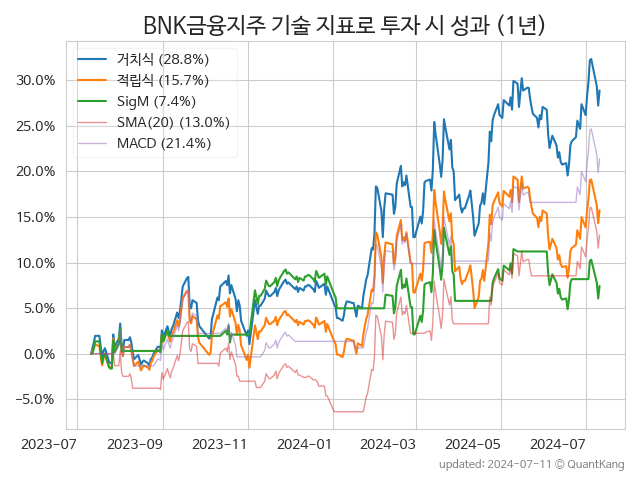 BNK금융지주 기술 지표로 투자 시 성과 (1년)
거치식 (28.8%)
적립식 (15.7%)
SigM (7.4%)
SMA(20) (13.0%)
MACD (21.4%)
30.0%
25.0%
20.0%
15.0%
10.0%
5.0%
0.0%
−5.0%
2023-07 2023-09 2023-11 2024-01 2024-03 2024-05 2024-07
updated: 2024-07-11 © QuantKang